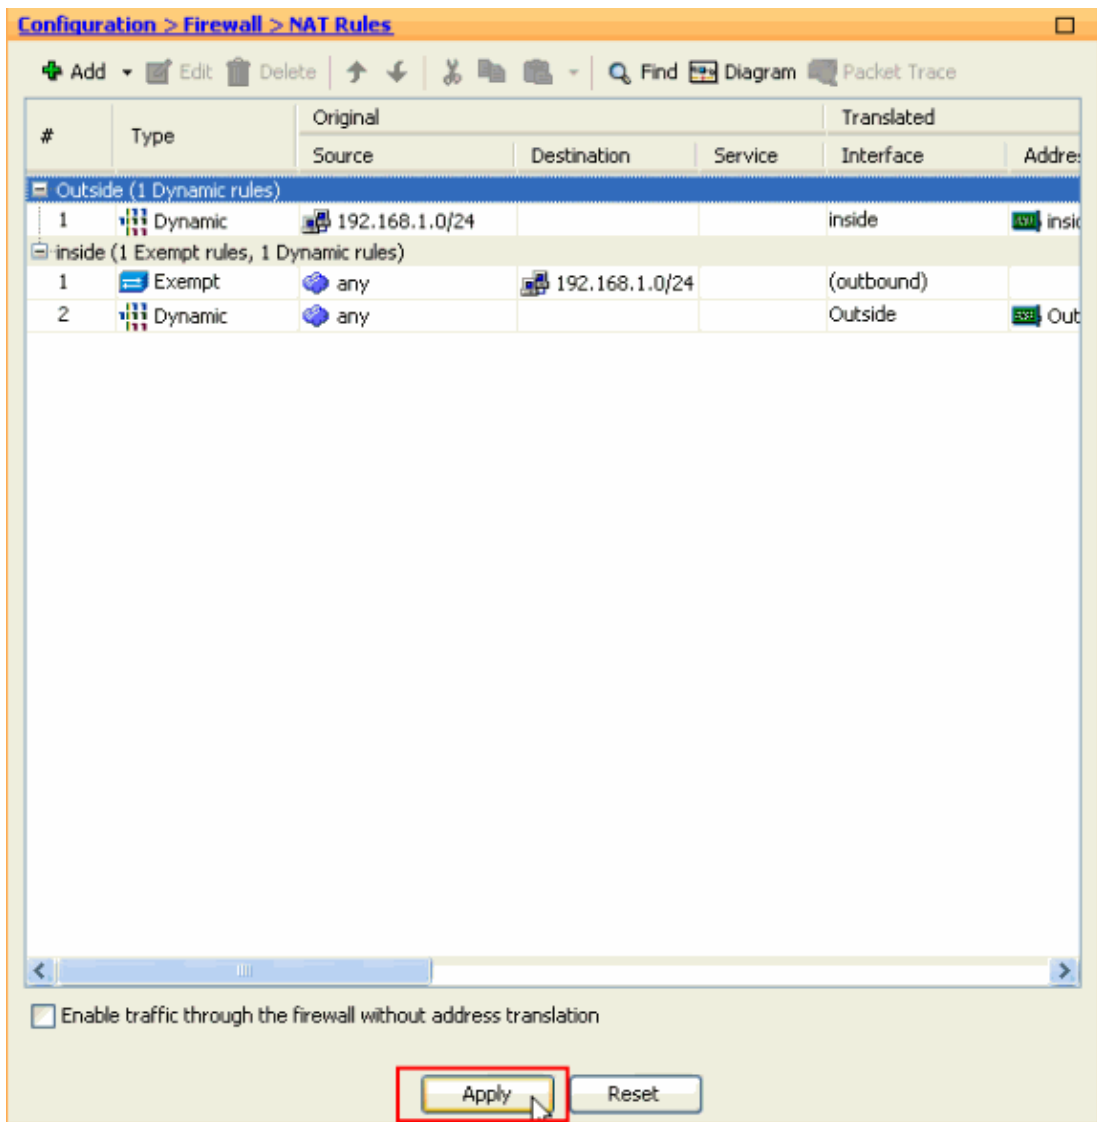 Configuration > Firewall > NAT Rules
Add Edit Delete Find Diagram Packet Trace
Original Translated
# Type
Source Destination Service Interface Addre
Outside (1 Dynamic rules)
1 Dynamic 192.168.1.0/24 inside insid
inside (1 Exempt rules, 1 Dynamic rules)
1 Exempt any 192.168.1.0/24 (outbound)
2 Dynamic any Outside Out
Enable traffic through the firewall without address translation
Apply Reset